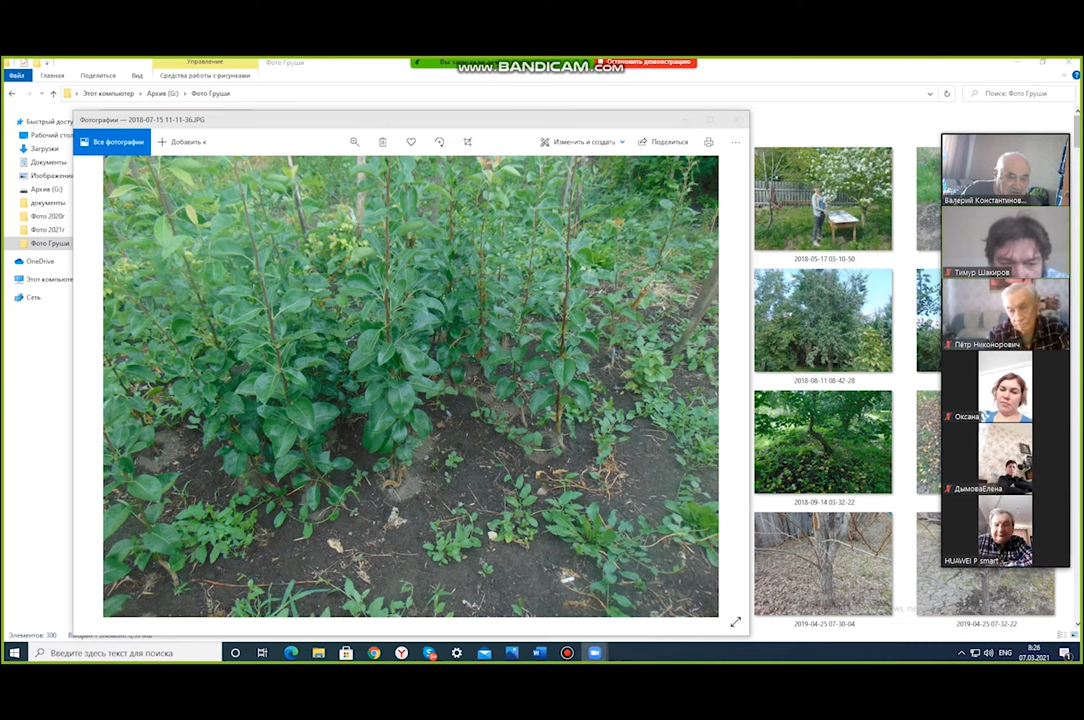 www.BANDICAM.com
Управление
Фото Груши
Остановить демонстрацию
Файл
Главная
Поделиться
Вид
Средства работы с рисунками
Этот компьютер
Архив (G:)
Фото Груши
Поиск: Фото Груши
Быстрый досту
Рабочий стол
Загрузки
Документы
Изображени
Архив (G:)
документы
Фото 2020г
Фото 2021г
Фото Груши
OneDrive
Этот компьюте
Сеть
Фотографии — 2018-07-15 11-11-36.JPG
Все фотографии
Добавить к
Изменить и создать
Поделиться
2018-05-17 03-10-50
2018-08-11 08-42-28
2018-09-14 03-32-22
2019-04-25 07-30-04
2019-04-25 07-32-22
Валерий Константинов...
Тимур Шакиров
Пётр Никонорович
Оксана
ДымоваЕлена
HUAWEI P smart
Элементов: 300
Введите здесь текст для поиска
ENG
8:26
07.03.2021